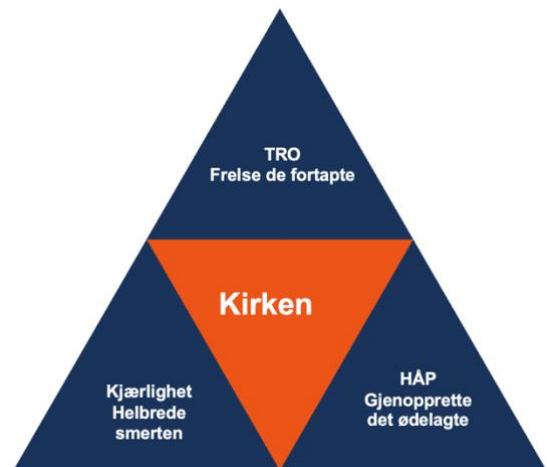 TRO
Frelse de fortapte
Kirken
Kjærlighet
Helbrede
smerten
HÅP
Gjenopprette
det ødelagte